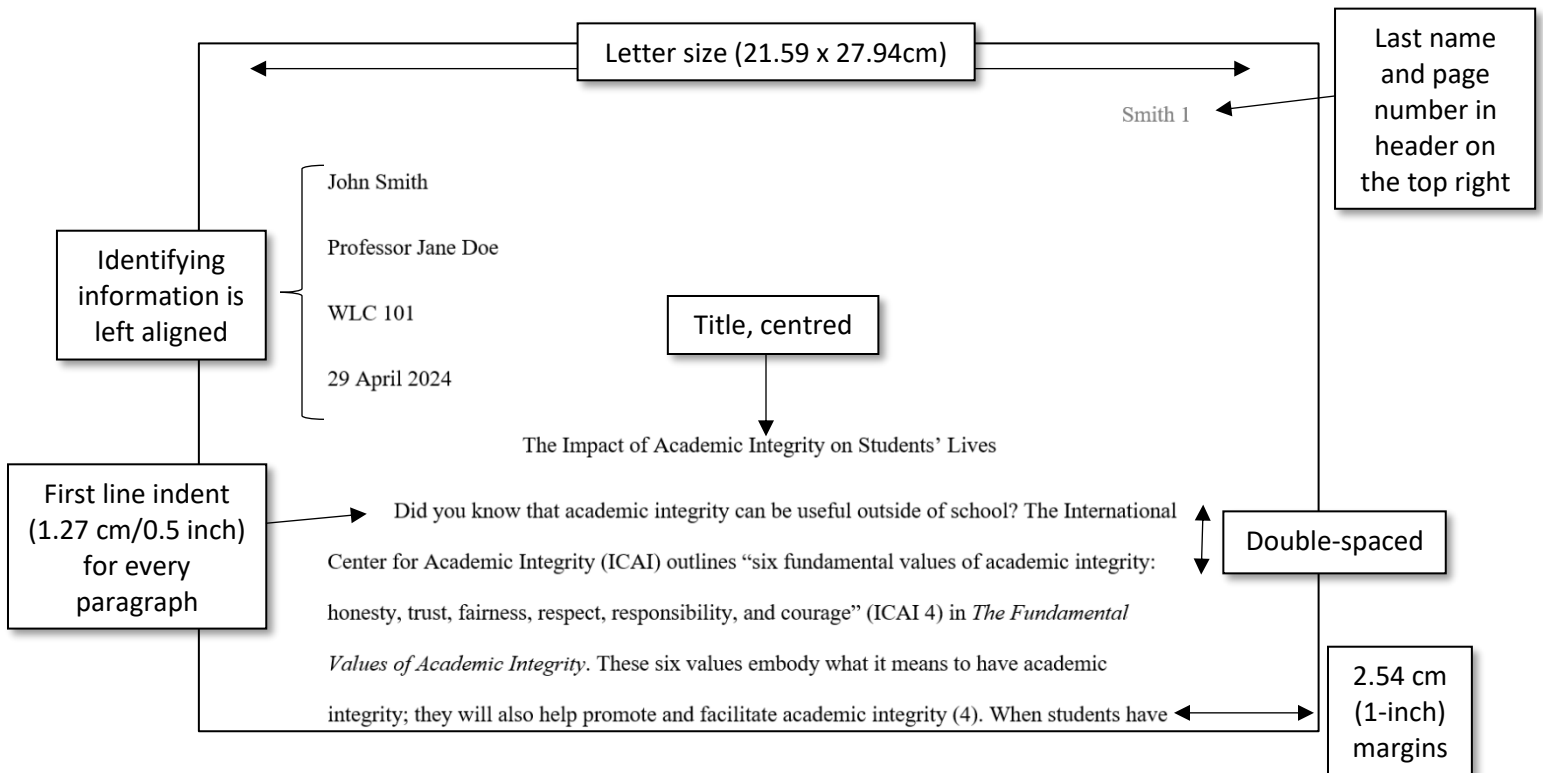 Letter size (21.59 x 27.94cm)
Last name
and page
number in
header on
the top right
Smith 1
John Smith
Professor Jane Doe
WLC 101
29 April 2024
Identifying
information is
left aligned
Title, centred
The Impact of Academic Integrity on Students’ Lives
First line indent
(1.27 cm/0.5 inch)
for every
paragraph
Did you know that academic integrity can be useful outside of school? The International
Center for Academic Integrity (ICAI) outlines “six fundamental values of academic integrity:
honesty, trust, fairness, respect, responsibility, and courage” (ICAI 4) in The Fundamental
Values of Academic Integrity. These six values embody what it means to have academic
integrity; they will also help promote and facilitate academic integrity (4). When students have
Double-spaced
2.54 cm
(1-inch)
margins